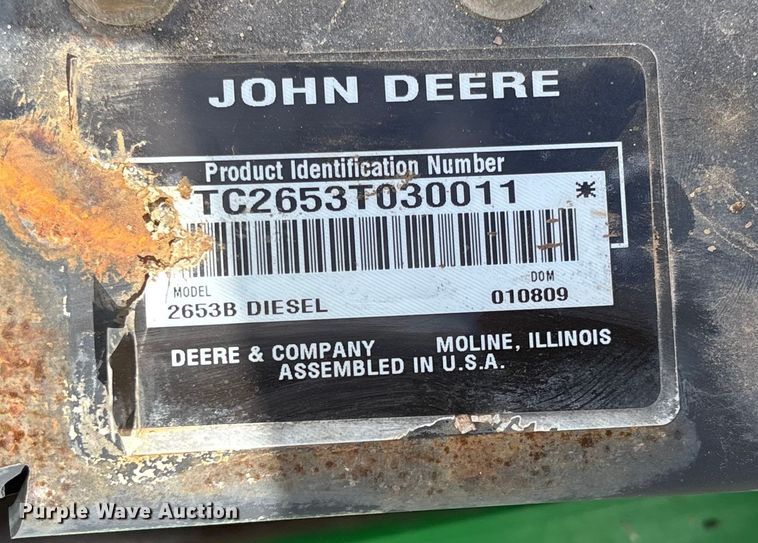 JOHN DEERE
Product Identification Number
TC2653T030011 *
MODEL
DOM
2653B DIESEL
010809
DEERE & COMPANY MOLINE, ILLINOIS
ASSEMBLED IN U.S.A.
Purple Wave Auction